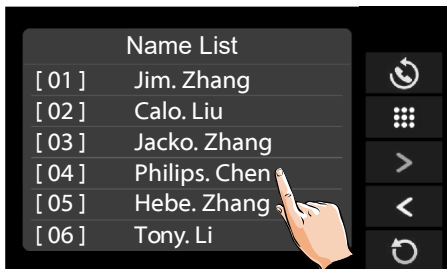 Name List
[ 01 ] Jim. Zhang
[ 02 ] Calo. Liu
[ 03 ] Jacko. Zhang
[ 04 ] Philips. Chen
[ 05 ] Hebe. Zhang
[ 06 ] Tony. Li